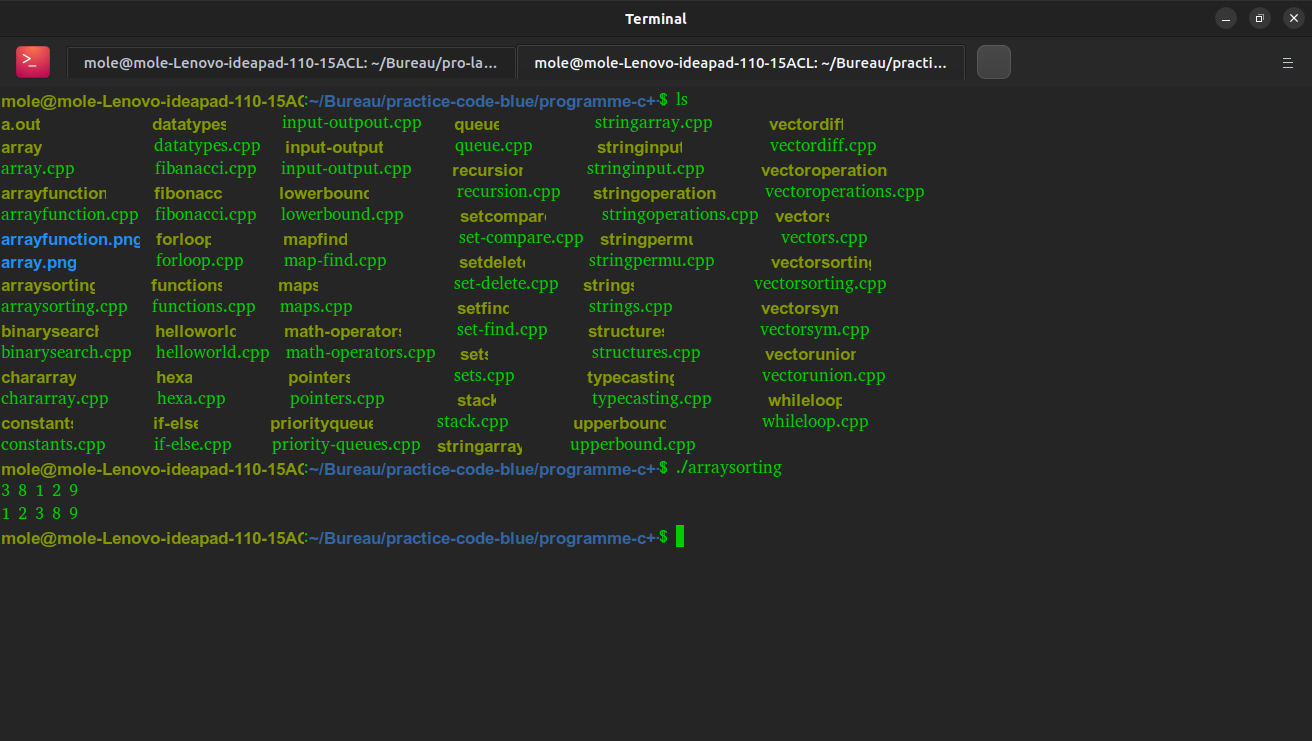 Terminal
>_
mole@mole-Lenovo-ideapad-110-15ACL: ~/Bureau/pro-la... mole@mole-Lenovo-ideapad-110-15ACL: ~/Bureau/practi...
mole@mole-Lenovo-ideapad-110-15AC:~/Bureau/practice-code-blue/programme-c+$ ls
a.out datatypes input-outpout.cpp queue stringarray.cpp vectordiff
array datatypes.cpp input-output queue.cpp stringinput vectordiff.cpp
array.cpp fibanacci.cpp input-output.cpp recursion stringinput.cpp vectoroperation
arrayfunction fibonacc lowerbound recursion.cpp stringoperation vectoroperations.cpp
arrayfunction.cpp fibonacci.cpp lowerbound.cpp setcompare stringoperations.cpp vectors
arrayfunction.png forloop mapfind set-compare.cpp stringpermu vectors.cpp
array.png forloop.cpp map-find.cpp setdelete stringpermu.cpp vectorsorting
arraysorting functions maps set-delete.cpp strings vectorsorting.cpp
arraysorting.cpp functions.cpp maps.cpp setfind strings.cpp vectorsym
binarysearch helloworld math-operators set-find.cpp structures vectorsym.cpp
binarysearch.cpp helloworld.cpp math-operators.cpp sets structures.cpp vectorunion
chararray hexa pointers sets.cpp typecasting vectorunion.cpp
chararray.cpp hexa.cpp pointers.cpp stack typecasting.cpp whileloop
constants if-else priorityqueue stack.cpp upperbound whileloop.cpp
constants.cpp if-else.cpp priority-queues.cpp stringarray upperbound.cpp
mole@mole-Lenovo-ideapad-110-15AC:~/Bureau/practice-code-blue/programme-c+$ ./arraysorting
3 8 1 2 9
1 2 3 8 9
mole@mole-Lenovo-ideapad-110-15AC:~/Bureau/practice-code-blue/programme-c+$